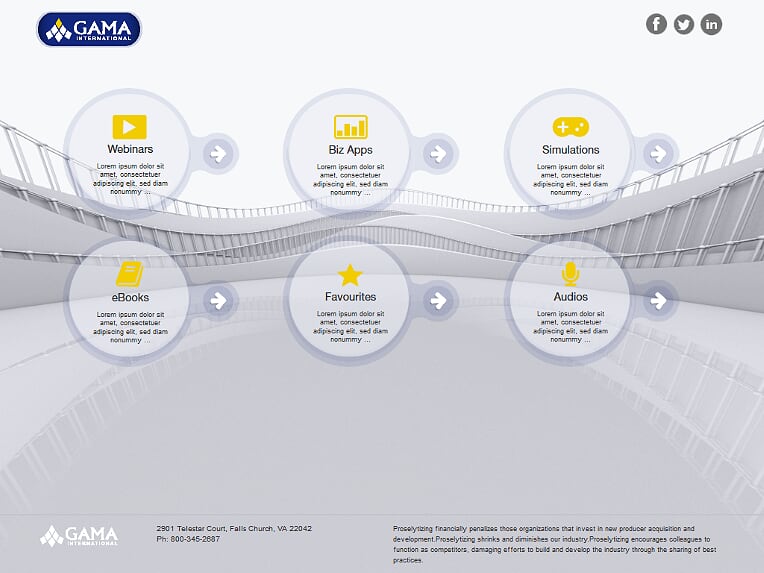 GAMA
INTERNATIONAL
Webinars
Lorem ipsum dolor sit
amet, consectetuer
adipiscing elit, sed diam
nonummy ...
Biz Apps
Lorem ipsum dolor sit
amet, consectetuer
adipiscing elit, sed diam
nonummy ...
Simulations
Lorem ipsum dolor sit
amet, consectetuer
adipiscing elit, sed diam
nonummy ...
eBooks
Lorem ipsum dolor sit
amet, consectetuer
adipiscing elit, sed diam
nonummy ...
Favourites
Lorem ipsum dolor sit
amet, consectetuer
adipiscing elit, sed diam
nonummy ...
Audios
Lorem ipsum dolor sit
amet, consectetuer
adipiscing elit, sed diam
nonummy ...
GAMA
INTERNATIONAL
2901 Telestar Court, Falls Church, VA 22042
Ph: 800-345-2687
Proselytizing financially penalizes those organizations that invest in new producer acquisition and
development.Proselytizing shrinks and diminishes our industry.Proselytizing encourages colleagues to
function as competitors, damaging efforts to build and develop the industry through the sharing of best
practices.